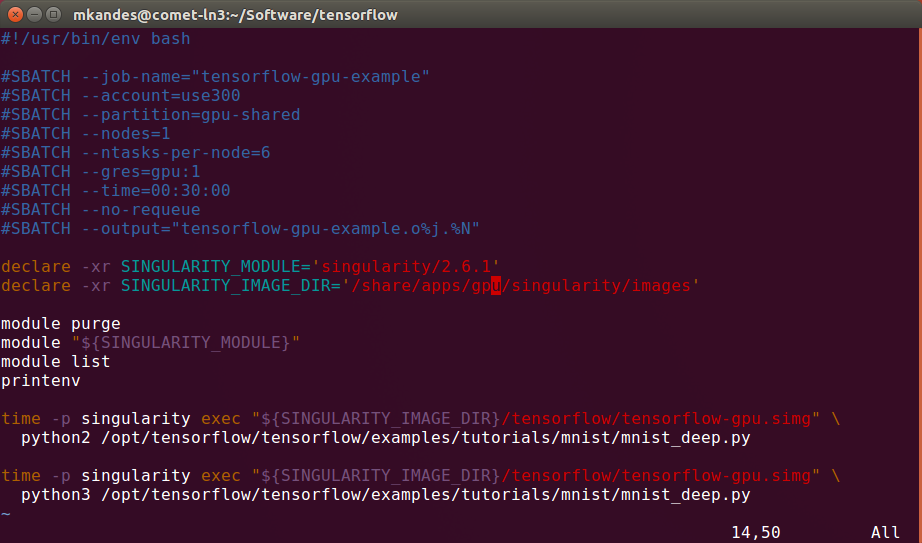 mkandes@comet-ln3:~/Software/tensorflow
#!/usr/bin/env bash
#SBATCH --job-name="tensorflow-gpu-example"
#SBATCH --account=use300
#SBATCH --partition=gpu-shared
#SBATCH --nodes=1
#SBATCH --ntasks-per-node=6
#SBATCH --gres=gpu:1
#SBATCH --time=00:30:00
#SBATCH --no-requeue
#SBATCH --output="tensorflow-gpu-example.o%j.%N"
declare -xr SINGULARITY_MODULE='singularity/2.6.1'
declare -xr SINGULARITY_IMAGE_DIR='/share/apps/gpu/singularity/images'
module purge
module "${SINGULARITY_MODULE}"
module list
printenv
time -p singularity exec "${SINGULARITY_IMAGE_DIR}/tensorflow/tensorflow-gpu.simg" \
  python2 /opt/tensorflow/tensorflow/examples/tutorials/mnist/mnist_deep.py
time -p singularity exec "${SINGULARITY_IMAGE_DIR}/tensorflow/tensorflow-gpu.simg" \
  python3 /opt/tensorflow/tensorflow/examples/tutorials/mnist/mnist_deep.py
~
14,50 All